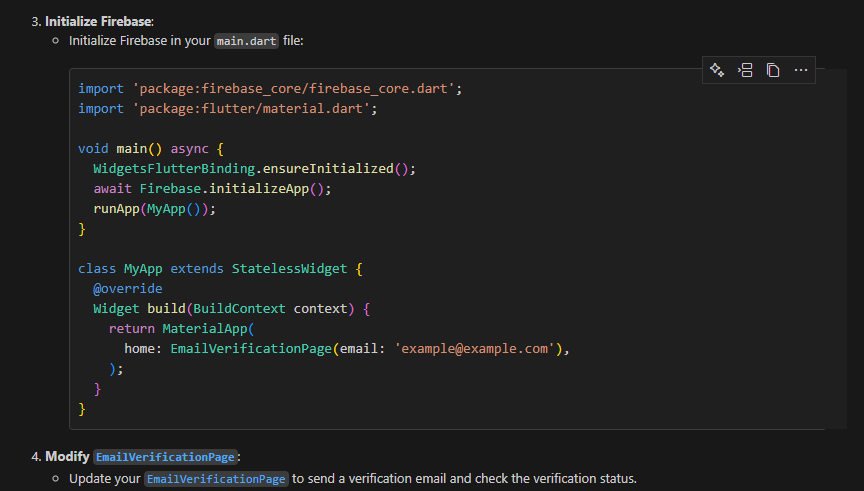 3. Initialize Firebase:
Initialize Firebase in your main.dart file:
import 'package:firebase_core/firebase_core.dart';
import 'package:flutter/material.dart';
void main() async {
WidgetsFlutterBinding.ensureInitialized();
await Firebase.initializeApp();
runApp(MyApp());
}
class MyApp extends StatelessWidget {
@override
Widget build(BuildContext context) {
return MaterialApp(
home: EmailVerificationPage(email: 'example@example.com'),
);
}
}
4. Modify EmailVerificationPage:
Update your EmailVerificationPage to send a verification email and check the verification status.